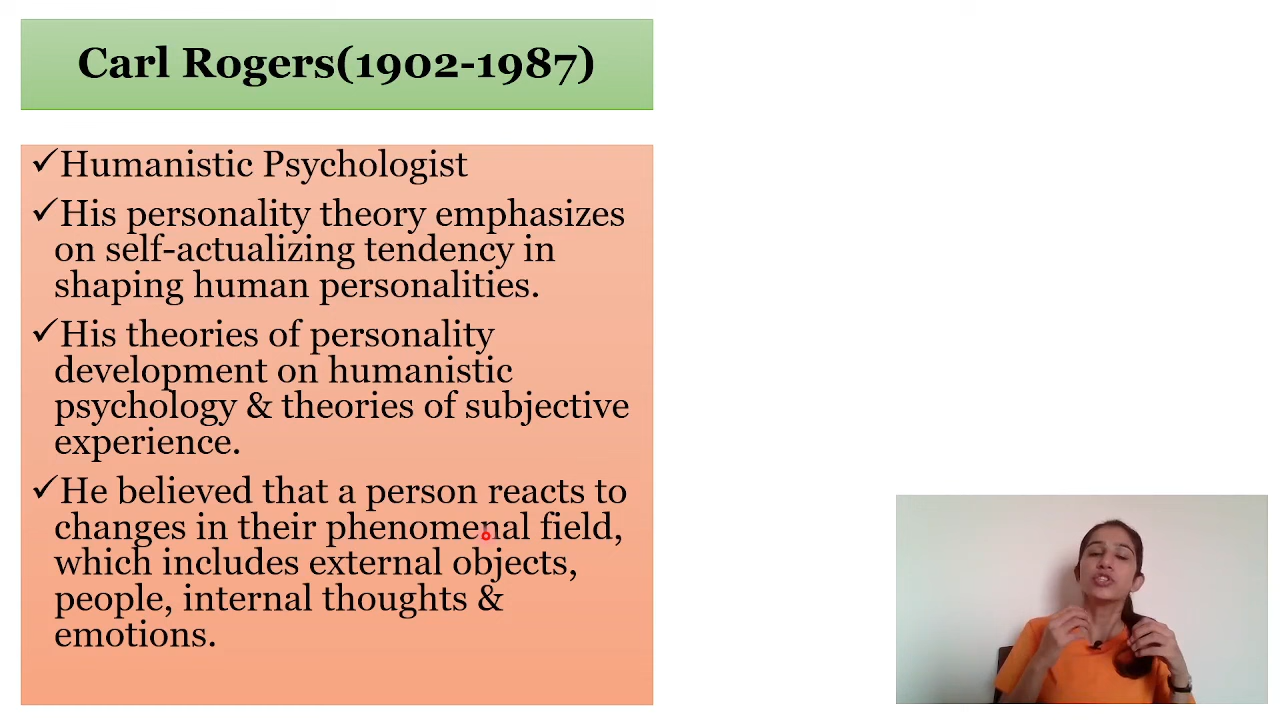 Carl Rogers(1902-1987)
✓Humanistic Psychologist
✓His personality theory emphasizes
on self-actualizing tendency in
shaping human personalities.
✓His theories of personality
development on humanistic
psychology & theories of subjective
experience.
✓He believed that a person reacts to
changes in their phenomenal field,
which includes external objects,
people, internal thoughts &
emotions.